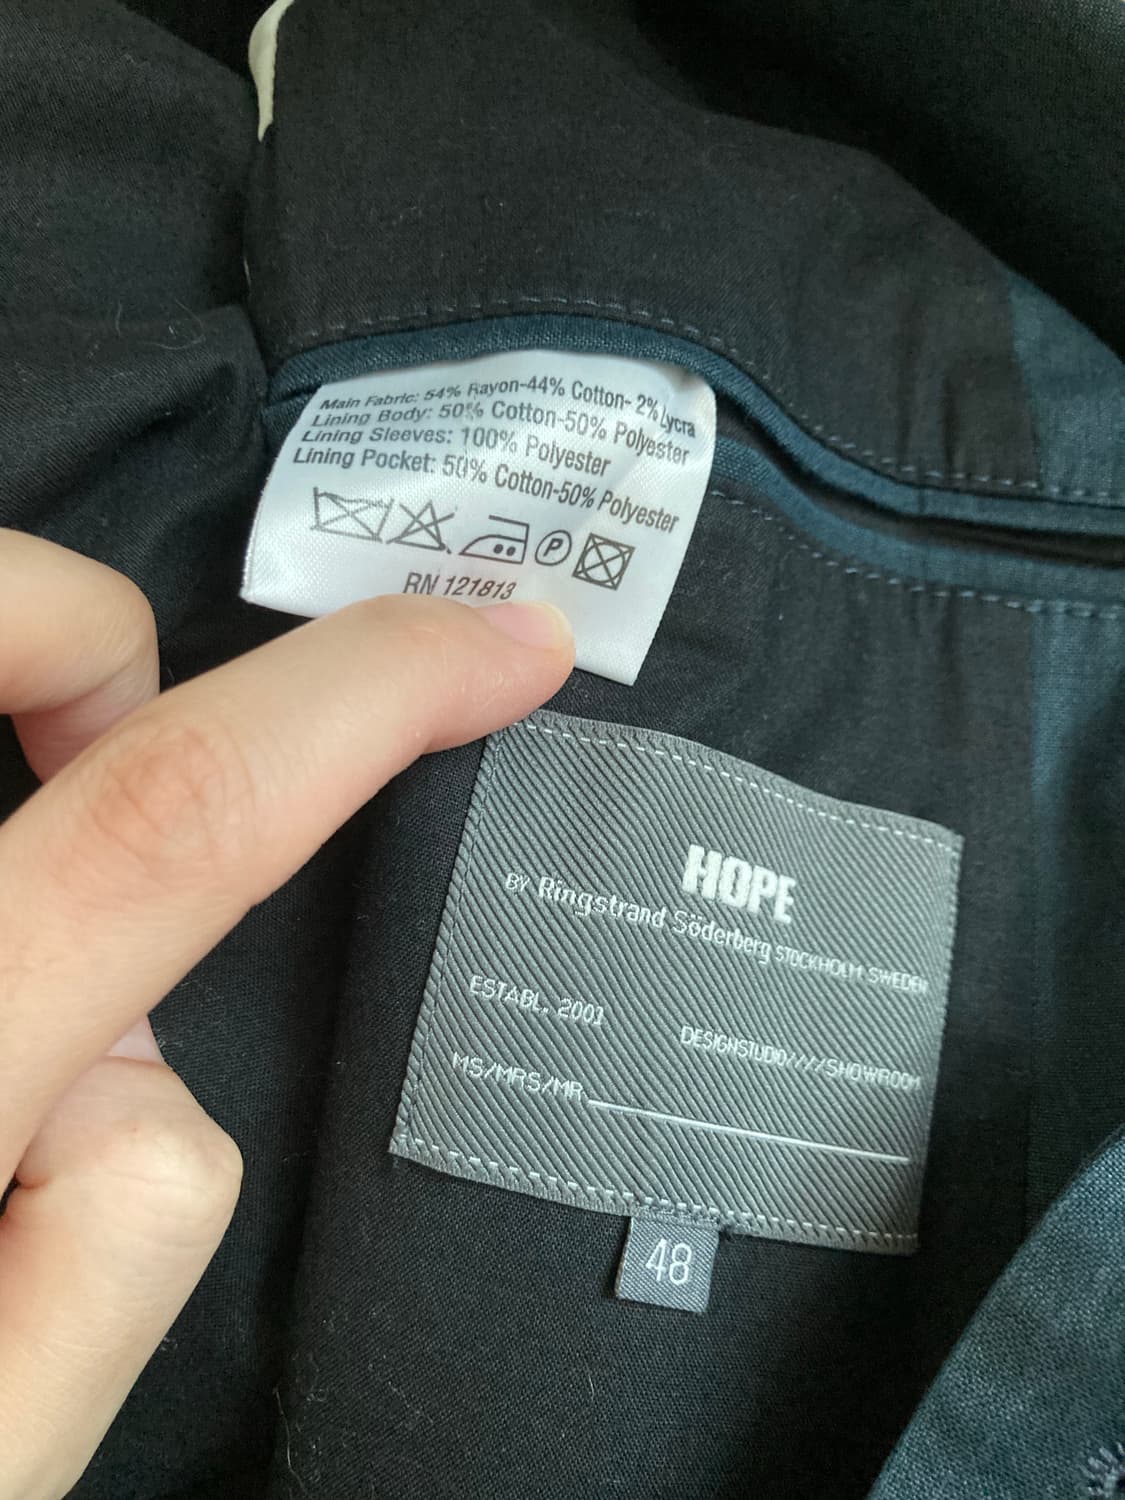 Main Fabric: 54% Rayon-44% Cotton- 2% Lycra
Lining Body: 50% Cotton-50% Polyester
Lining Sleeves: 100% Polyester
Lining Pocket: 50% Cotton-50% Polyester
P
RN 121813
HOPE
BY Ringstrand Söderberg STOCKHOLM SWEDEN
ESTABL. 2001
DESIGNSTUDIO////SHOWROOM
MS/MRS/MR
48